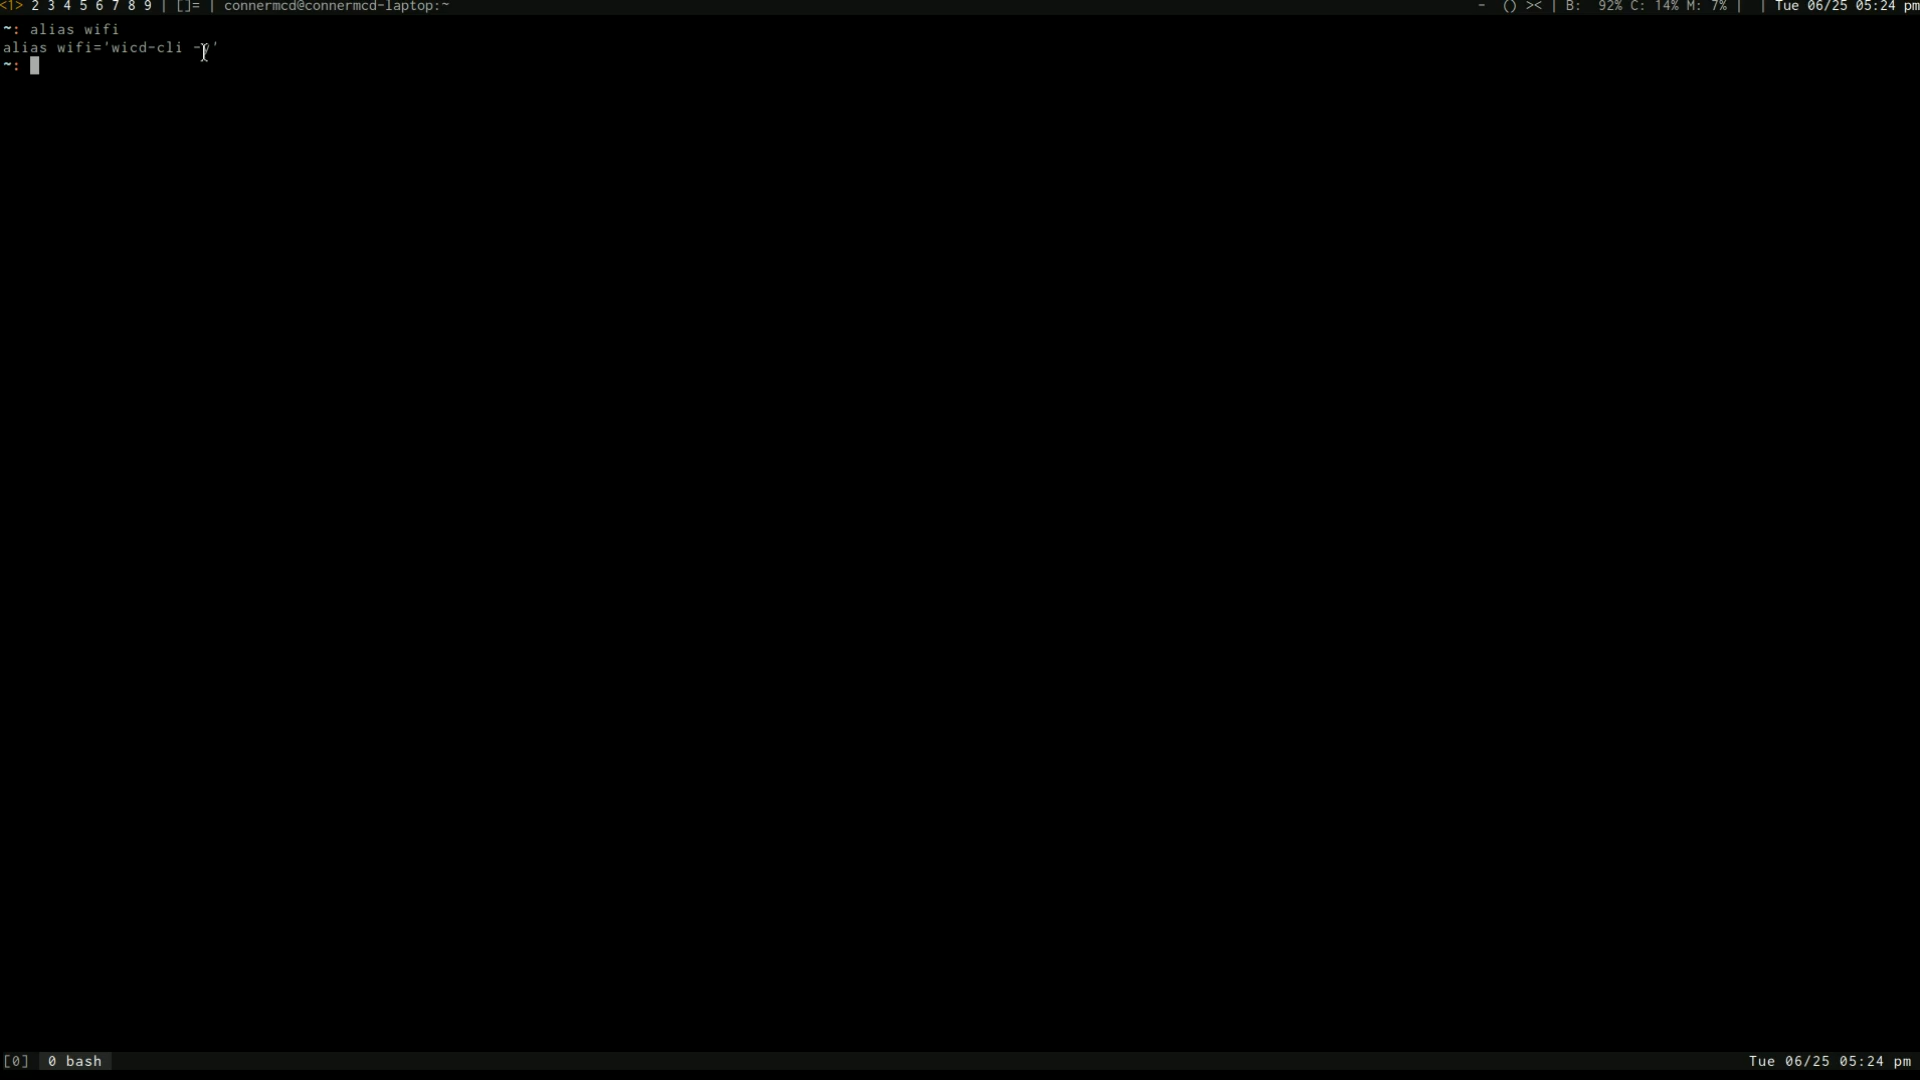 <1> 2 3 4 5 6 7 8 9 | []= | connermcd@connermcd-laptop:~ - () >< | B: 92% C: 14% M: 7% | | Tue 06/25 05:24 pm
~: alias wifi
alias wifi='wicd-cli
~:
[0] 0 bash Tue 06/25 05:24 pm